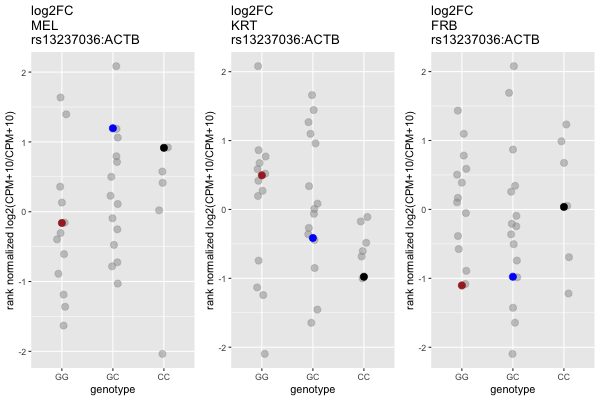 log2FC
MEL
rs13237036:ACTB
rank normalized log2(CPM+10/CPM+10)
2
1
0
-1
-2
GG
GC
CC
genotype
log2FC
KRT
rs13237036:ACTB
rank normalized log2(CPM+10/CPM+10)
2
1
0
-1
-2
GG
GC
CC
genotype
log2FC
FRB
rs13237036:ACTB
rank normalized log2(CPM+10/CPM+10)
2
1
0
-1
-2
GG
GC
CC
genotype